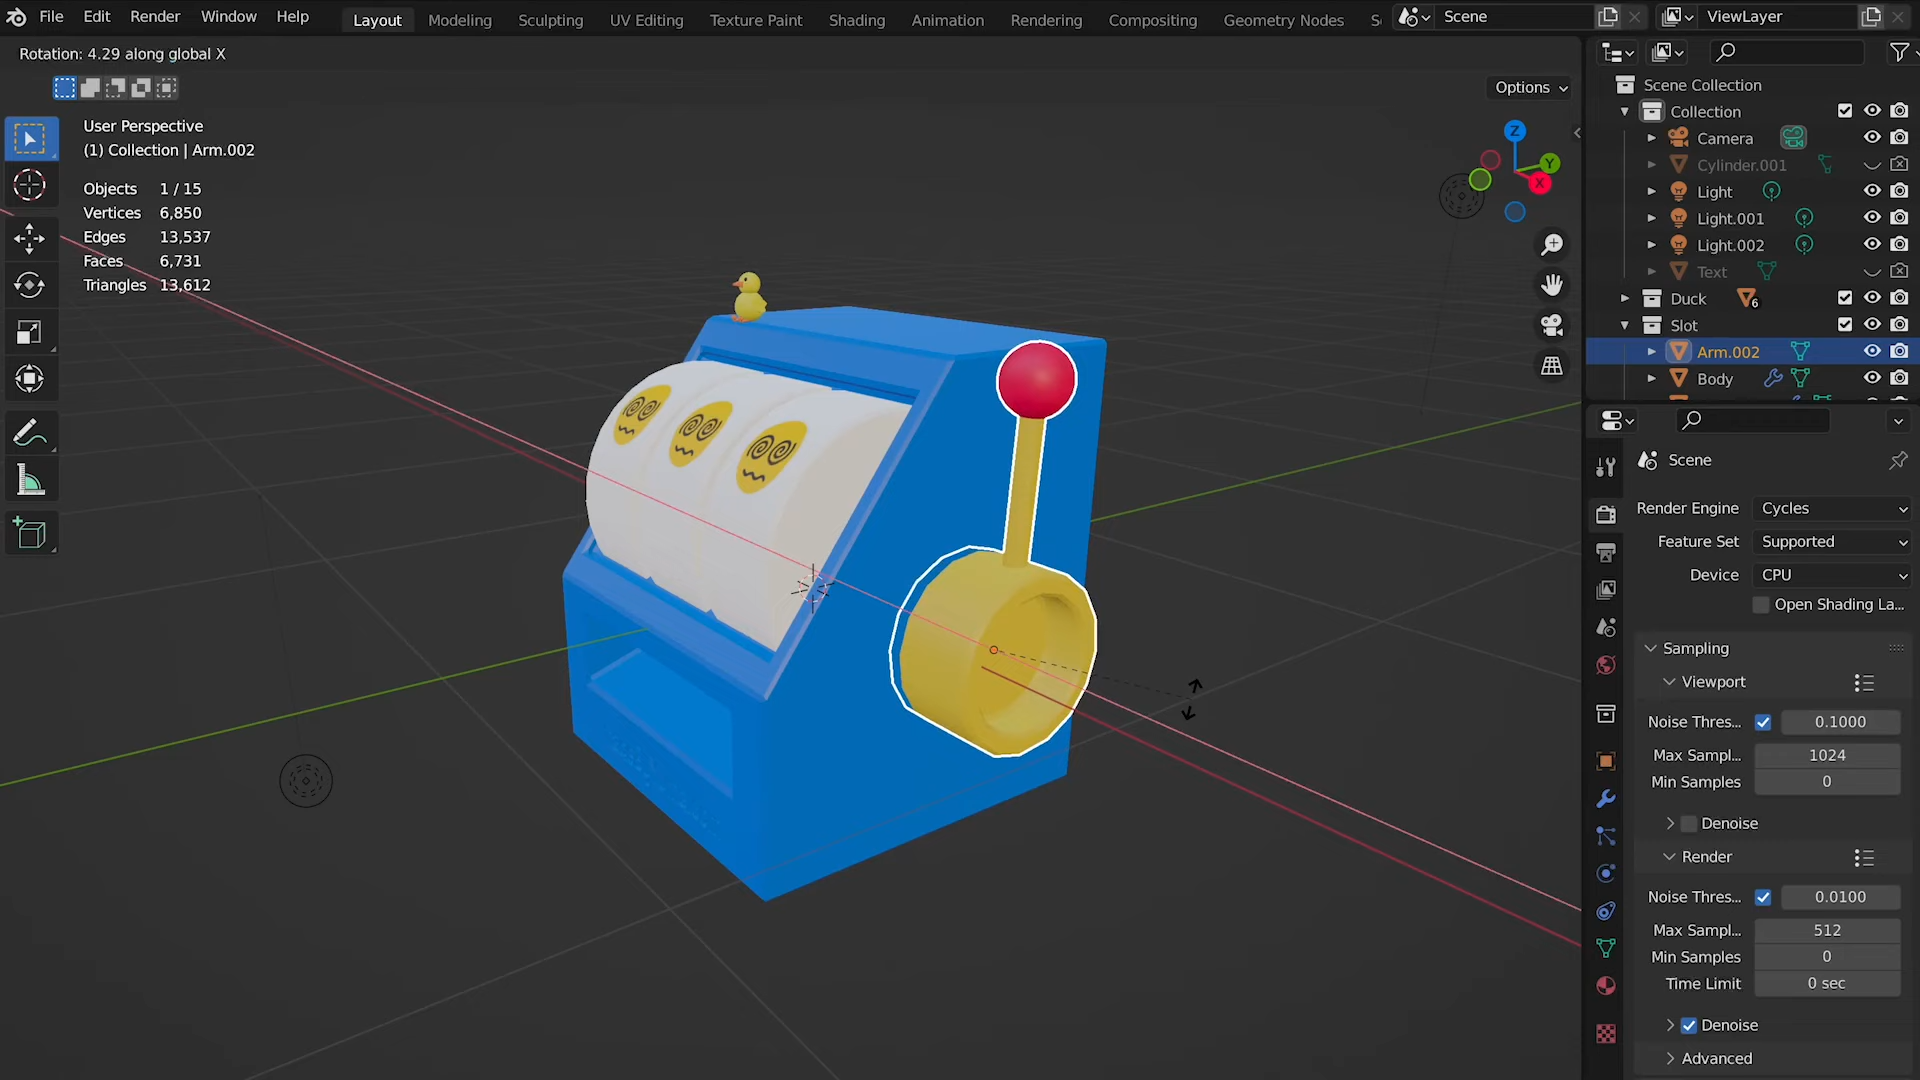 File Edit Render Window Help Layout Modeling Sculpting UV Editing Texture Paint Shading Animation Rendering Compositing Geometry Nodes Scene ViewLayer
Rotation: 4.29 along global X
Options
User Perspective
(1) Collection | Arm.002
Objects 1 / 15
Vertices 6,850
Edges 13,537
Faces 6,731
Triangles 13,612
Z
Y
X
Scene Collection
Collection
Camera
Cylinder.001
Light
Light.001
Light.002
Text
Duck 6
Slot
Arm.002
Body
Scene
Render Engine Cycles
Feature Set Supported
Device CPU
Open Shading La...
Sampling
Viewport
Noise Thres... 0.1000
Max Sampl... 1024
Min Samples 0
Denoise
Render
Noise Thres... 0.0100
Max Sampl... 512
Min Samples 0
Time Limit 0 sec
Denoise
Advanced